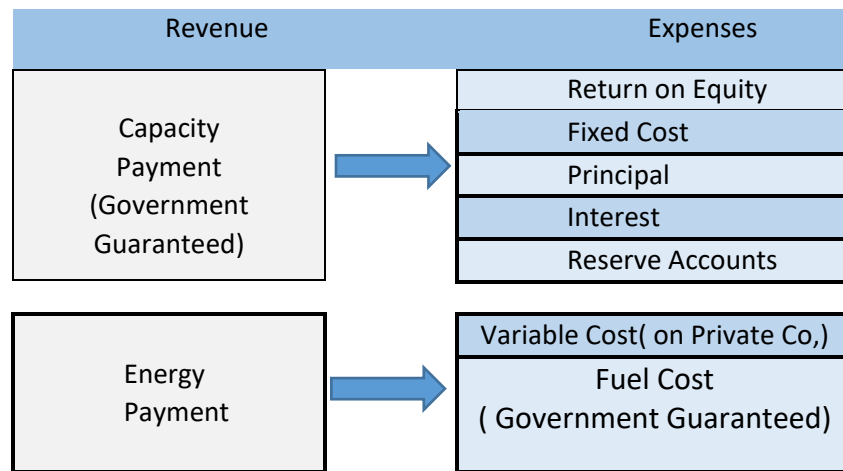 Revenue
Expenses
Capacity
Payment
(Government
Guaranteed)
Return on Equity
Fixed Cost
Principal
Interest
Reserve Accounts
Energy
Payment
Variable Cost( on Private Co,)
Fuel Cost
( Government Guaranteed)